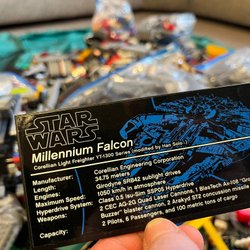 STAR
WARS
Millennium Falcon
Corellian Light Freighter YT-1300 Series (modified by Han Solo)
Manufacturer: Corellian Engineering Corporation
Length: 34.75 meters
Engines: Girodyne SRB42 sublight drives
Maximum Speed: 1050 km/h in atmosphere
Hyperdrive System: Class 0.5 Isu-Sim SSP05 Hyperdrive
Weapons: 2 CEC AG-2G Quad Laser Cannons, 1 BlasTech Ax-108 "Ground
Buzzer" blaster cannon, 2 Arakyd ST2 concussion missile
Capacity: 2 Pilots, 6 Passengers, and 100 metric tons of cargo